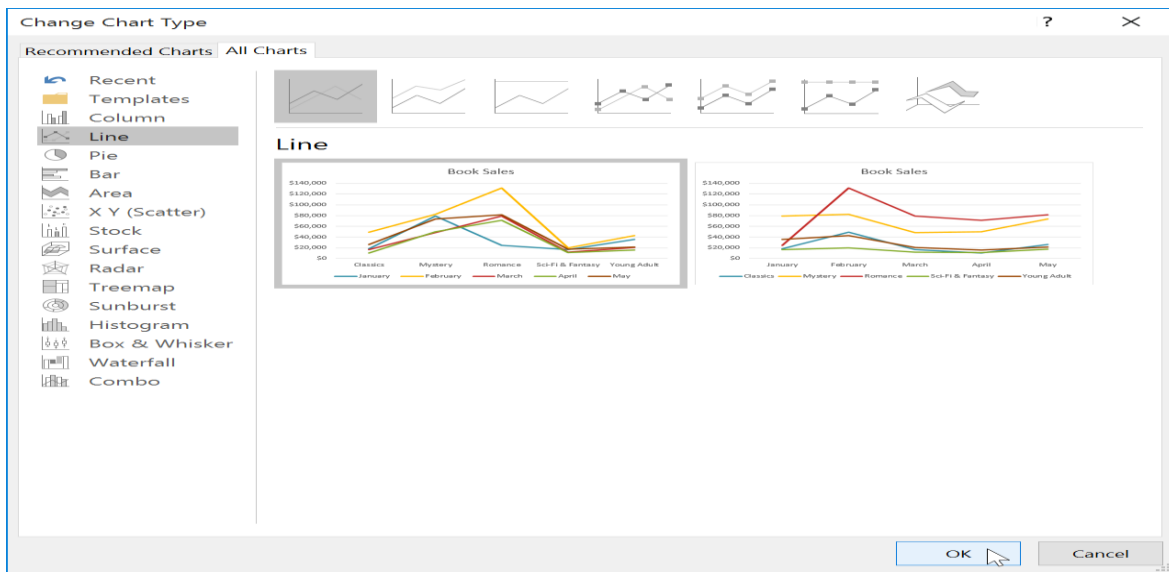 Change Chart Type
?
Recommended Charts All Charts
Recent
Templates
Column
Line
Pie
Bar
Area
X Y (Scatter)
Stock
Surface
Radar
Treemap
Sunburst
Histogram
Box & Whisker
Waterfall
Combo
Line
Book Sales
$140,000
$120,000
$100,000
$80,000
$60,000
$40,000
$20,000
$0
Classics Mystery Romance Sci-Fi & Fantasy Young Adult
January February March April May
Book Sales
$140,000
$120,000
$100,000
$80,000
$60,000
$40,000
$20,000
$0
January February March April May
Classics Mystery Romance Sci-Fi & Fantasy Young Adult
OK Cancel